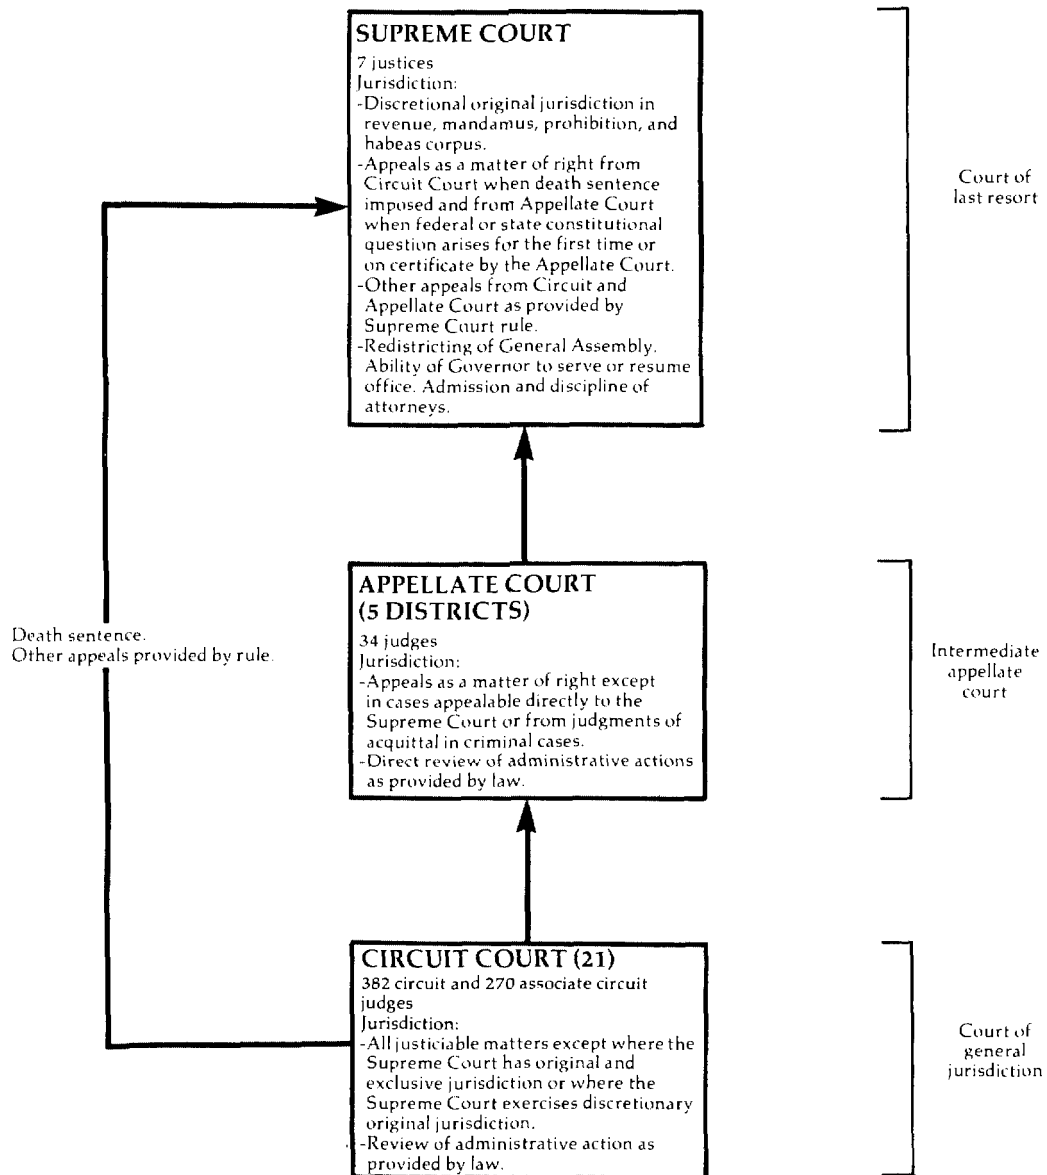 SUPREME COURT
7 justices
Jurisdiction:
-Discretional original jurisdiction in
revenue, mandamus, prohibition, and
habeas corpus.
-Appeals as a matter of right from
Circuit Court when death sentence
imposed and from Appellate Court
when federal or state constitutional
question arises for the first time or
on certificate by the Appellate Court.
-Other appeals from Circuit and
Appellate Court as provided by
Supreme Court rule.
-Redistricting of General Assembly.
Ability of Governor to serve or resume
office. Admission and discipline of
attorneys.
Court of
last resort
Death sentence.
Other appeals provided by rule.
APPELLATE COURT
(5 DISTRICTS)
34 judges
Jurisdiction:
-Appeals as a matter of right except
in cases appealable directly to the
Supreme Court or from judgments of
acquittal in criminal cases.
-Direct review of administrative actions
as provided by law.
Intermediate
appellate
court
CIRCUIT COURT (21)
382 circuit and 270 associate circuit
judges
Jurisdiction:
-All justiciable matters except where the
Supreme Court has original and
exclusive jurisdiction or where the
Supreme Court exercises discretionary
original jurisdiction.
-Review of administrative action as
provided by law.
Court of
general
jurisdiction